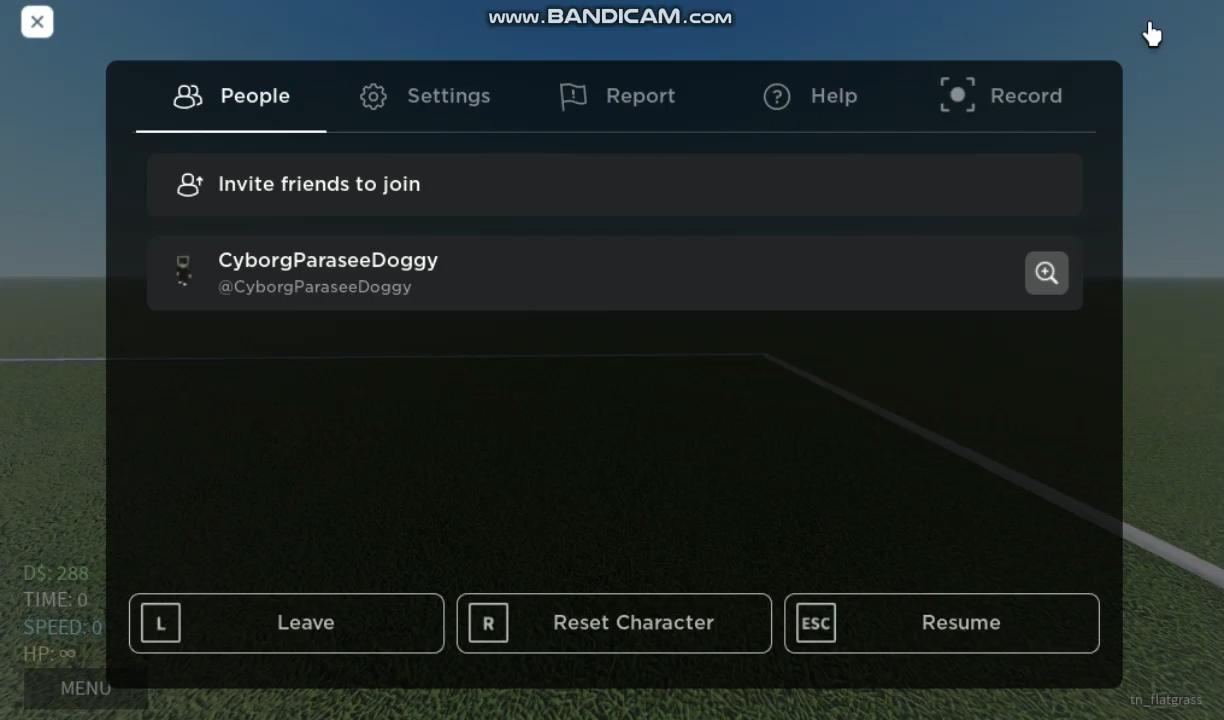 www.BANDICAM.com
People
Settings
Report
Help
Record
Invite friends to join
CyborgParaseeDoggy
@CyborgParaseeDoggy
D$: 288
TIME: 0
SPEED: 0
HP: ∞
L Leave
R Reset Character
ESC Resume
MENU
tn_flatgrass